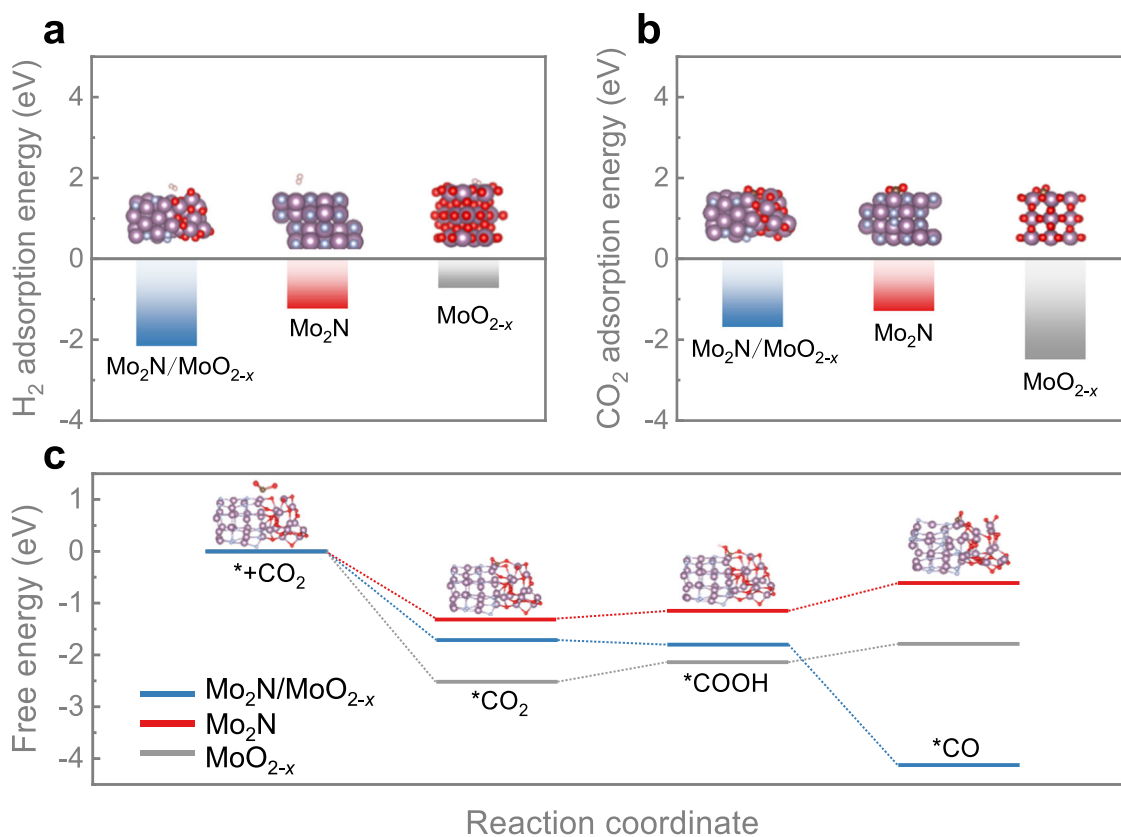 a
H₂ adsorption energy (eV)
4
2
0
-2
-4
Mo₂N/MoO₂₋ₓ
Mo₂N
MoO₂₋ₓ
b
CO₂ adsorption energy (eV)
4
2
0
-2
-4
Mo₂N/MoO₂₋ₓ
Mo₂N
MoO₂₋ₓ
c
Free energy (eV)
1
0
-1
-2
-3
-4
*+CO₂
*CO₂
*COOH
*CO
Mo₂N/MoO₂₋ₓ
Mo₂N
MoO₂₋ₓ
Reaction coordinate